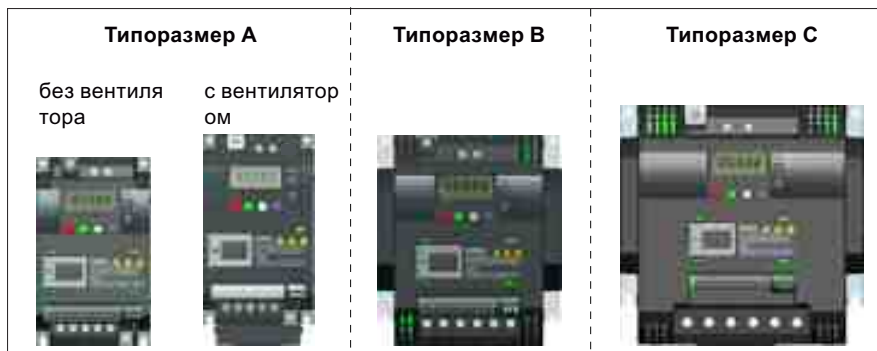 Типоразмер A
Типоразмер B
Типоразмер C
без вентиля
тора
с вентилятор
ом